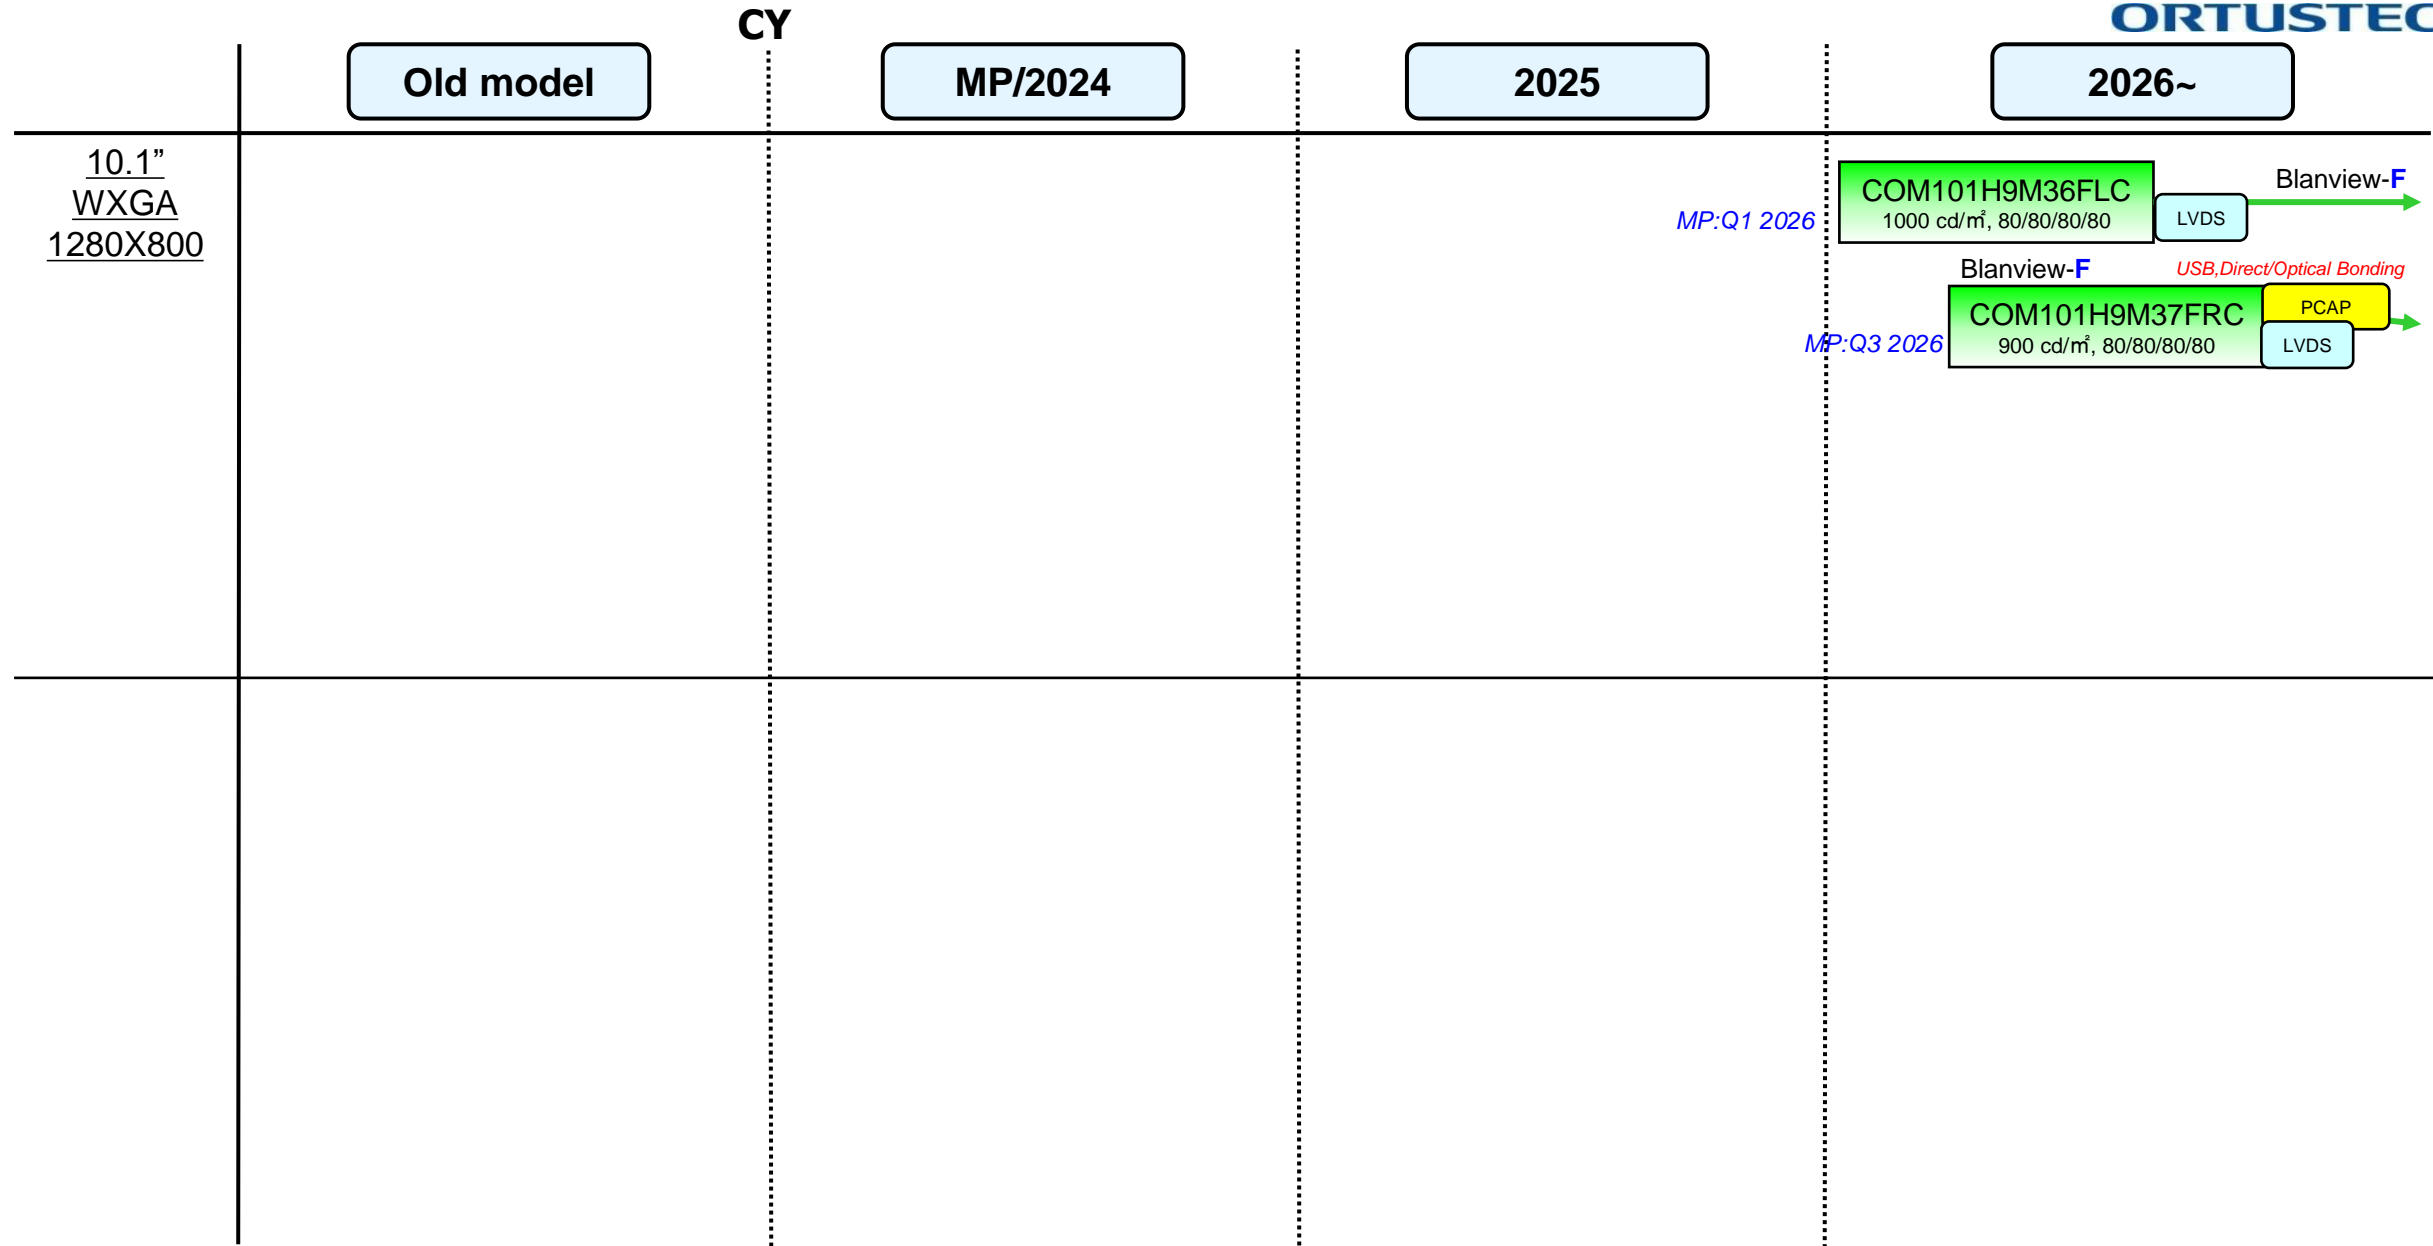 CY
ORTUSTEC
Old model
MP/2024
2025
2026~
10.1”
WXGA
1280X800
COM101H9M36FLC
1000 cd/㎡, 80/80/80/80
MP:Q1 2026
LVDS
Blanview-F
Blanview-F
USB,Direct/Optical Bonding
COM101H9M37FRC
900 cd/㎡, 80/80/80/80
MP:Q3 2026
PCAP
LVDS